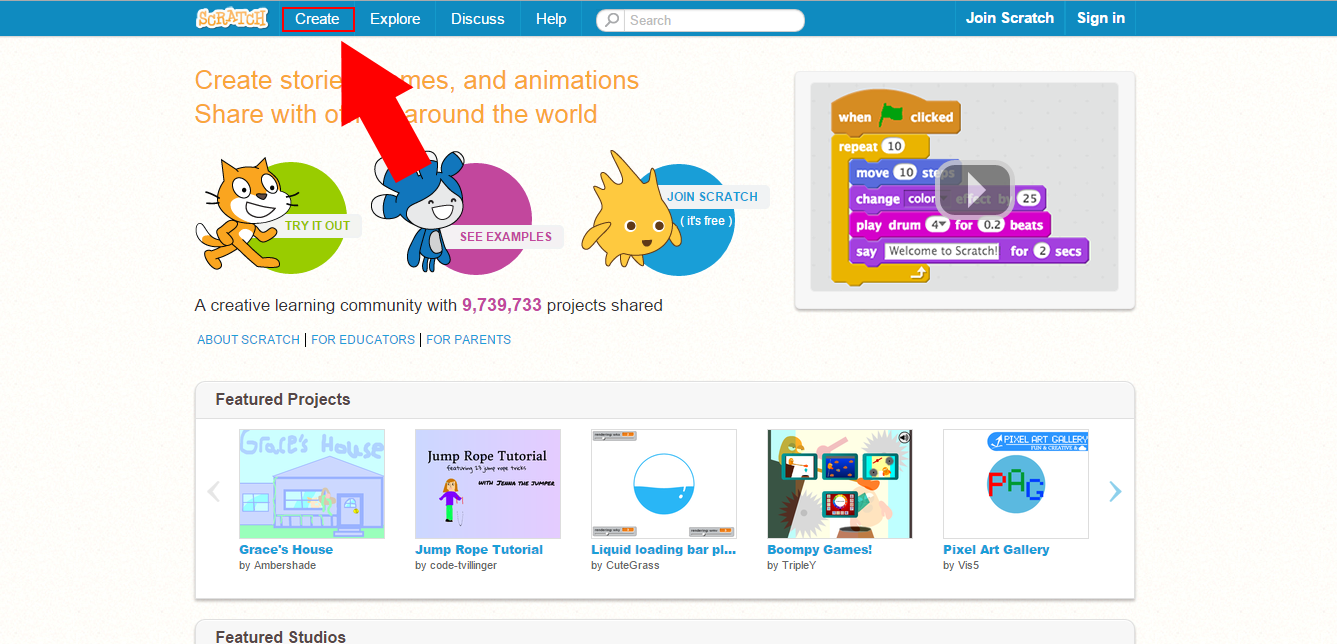 SCRATCH Create Explore Discuss Help Search Join Scratch Sign in
Create stories, games, and animations
Share with others around the world
TRY IT OUT
SEE EXAMPLES
JOIN SCRATCH
( it's free )
when clicked
repeat 10
move 10 steps
change color effect by 25
play drum 4 for 0.2 beats
say Welcome to Scratch! for 2 secs
A creative learning community with 9,739,733 projects shared
ABOUT SCRATCH | FOR EDUCATORS | FOR PARENTS
Featured Projects
Grace's House
Jump Rope Tutorial
featuring 23 jump rope tricks
WITH JENNA THE JUMPER
PIXEL ART GALLERY
FUN & CREATIVE &
PAG
Grace's House
by Ambershade
Jump Rope Tutorial
by code-tvillinger
Liquid loading bar pl...
by CuteGrass
Boompy Games!
by TripleY
Pixel Art Gallery
by Vis5
Featured Studios